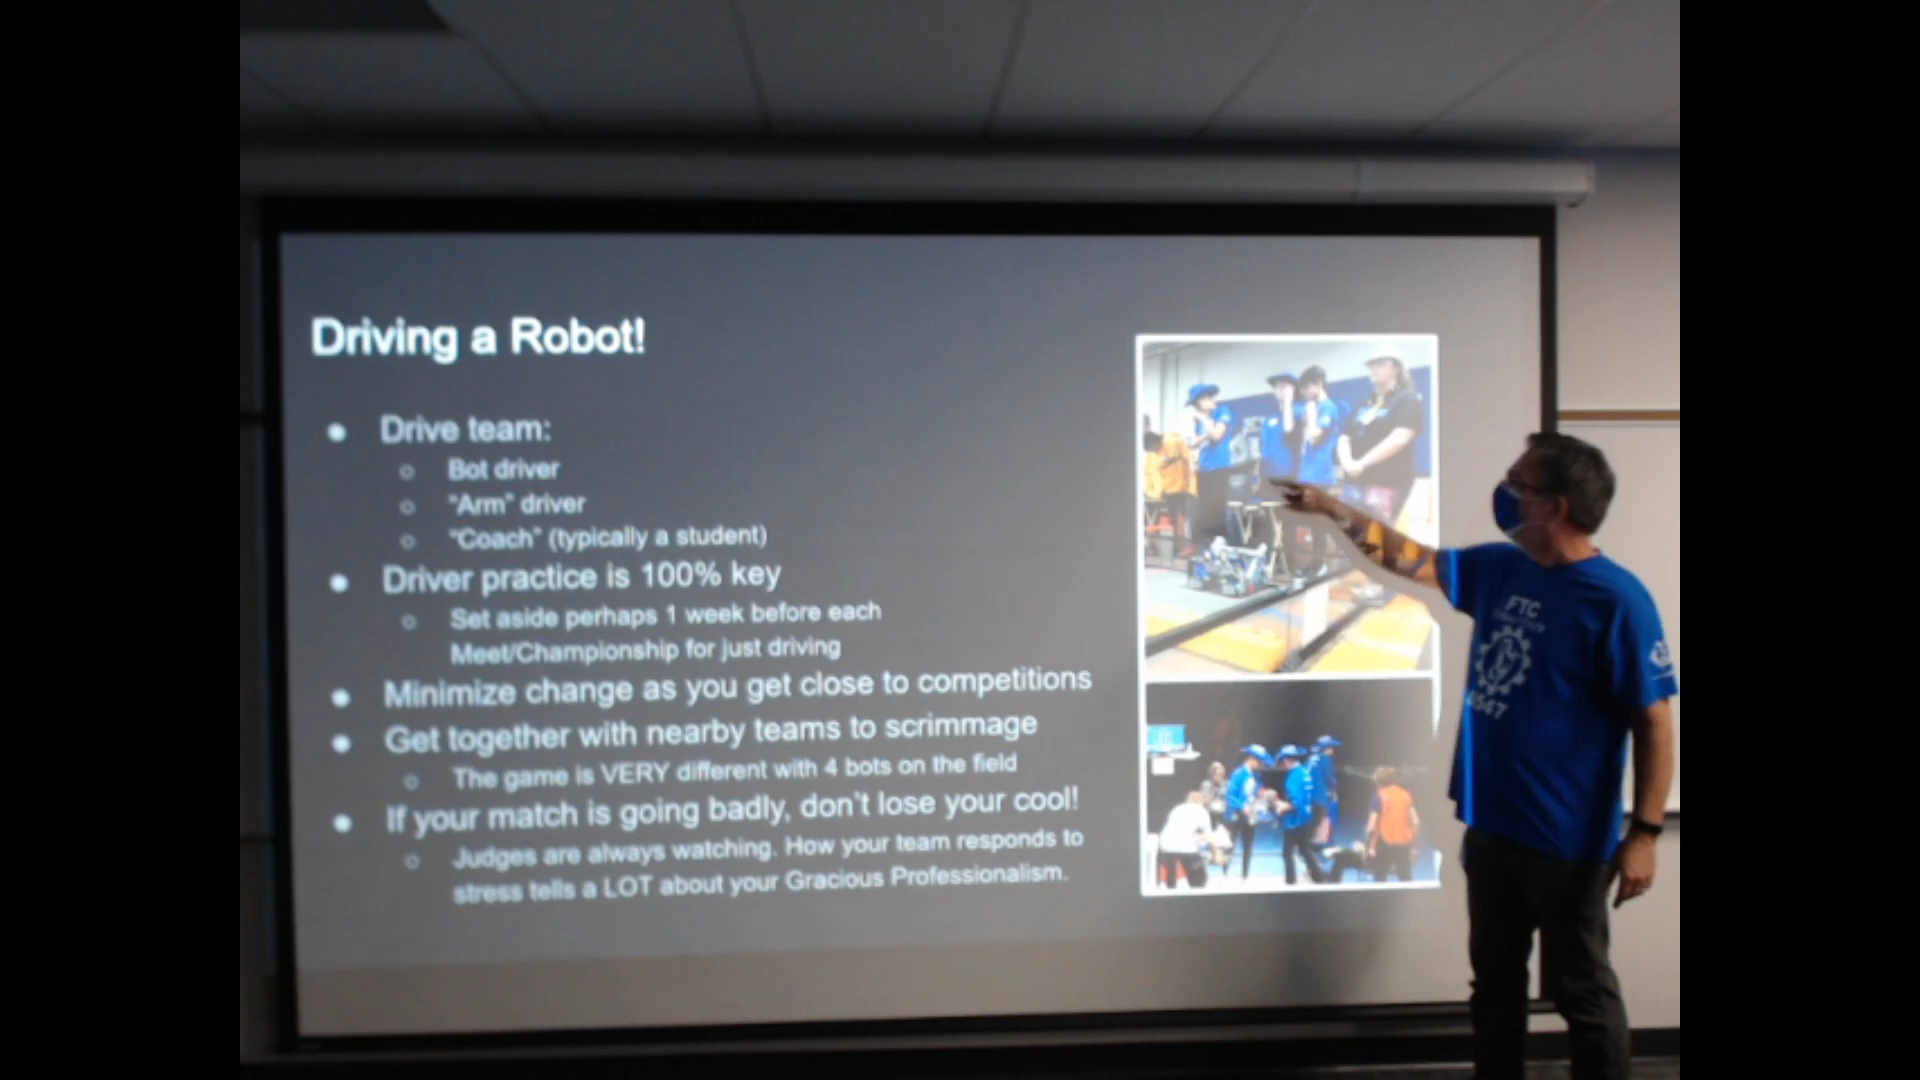 Driving a Robot!
● Drive team:
○ Bot driver
○ “Arm” driver
○ “Coach” (typically a student)
● Driver practice is 100% key
○ Set aside perhaps 1 week before each
Meet/Championship for just driving
● Minimize change as you get close to competitions
● Get together with nearby teams to scrimmage
○ The game is VERY different with 4 bots on the field
● If your match is going badly, don’t lose your cool!
○ Judges are always watching. How your team responds to
stress tells a LOT about your Gracious Professionalism.
FTC